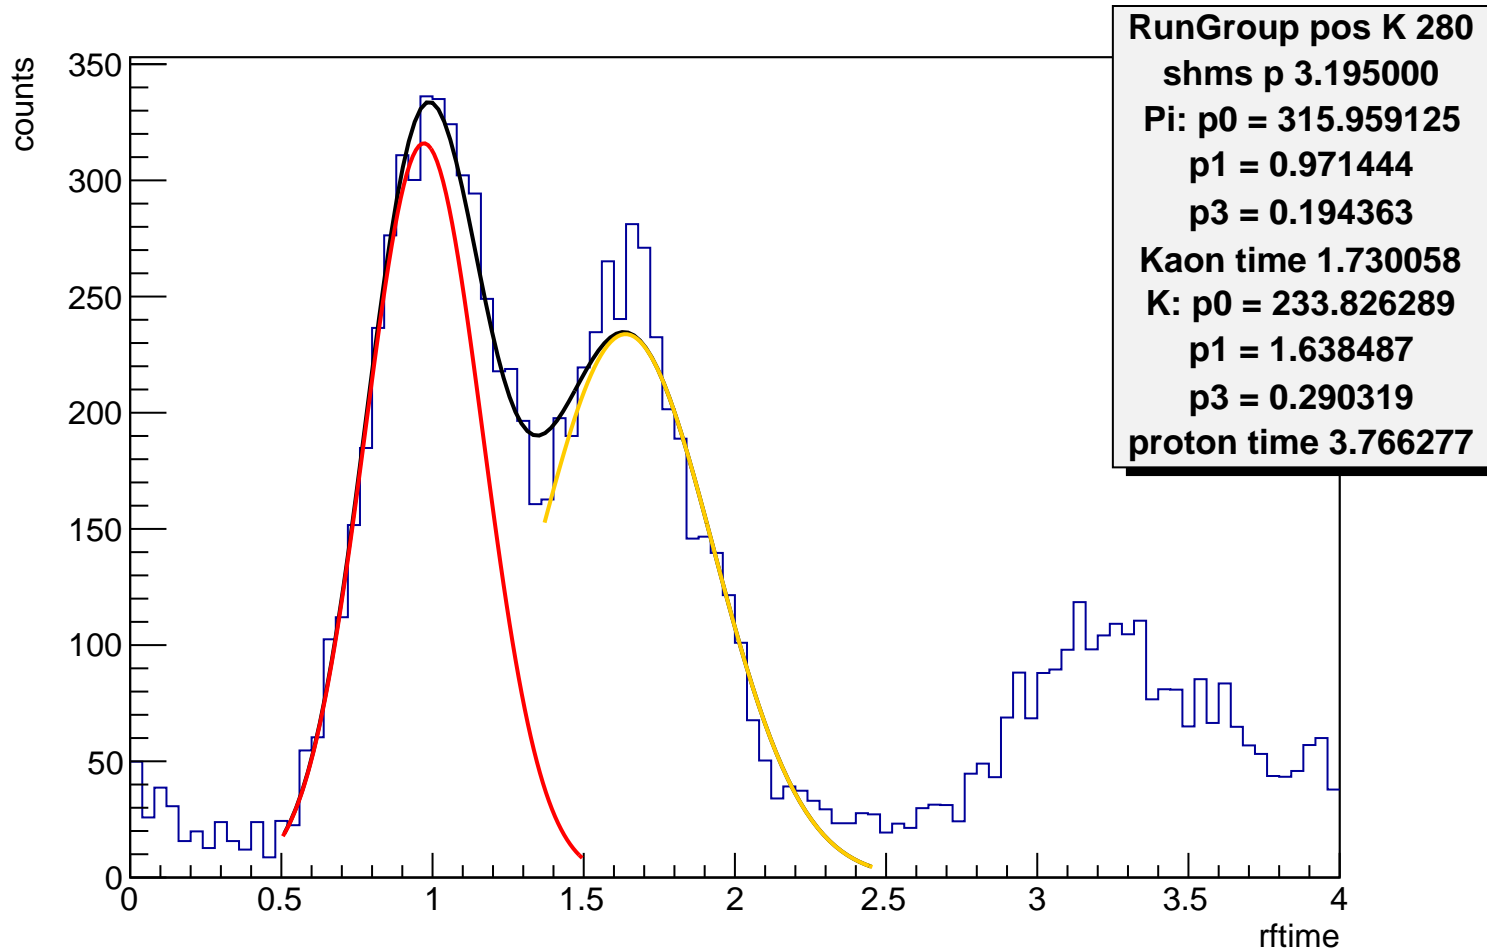 RunGroup pos K 280
shms p 3.195000
Pi: p0 = 315.959125
p1 = 0.971444
p3 = 0.194363
Kaon time 1.730058
K: p0 = 233.826289
p1 = 1.638487
p3 = 0.290319
proton time 3.766277
counts
350
300
250
200
150
100
50
0
0 0.5 1 1.5 2 2.5 3 3.5 4
rftime